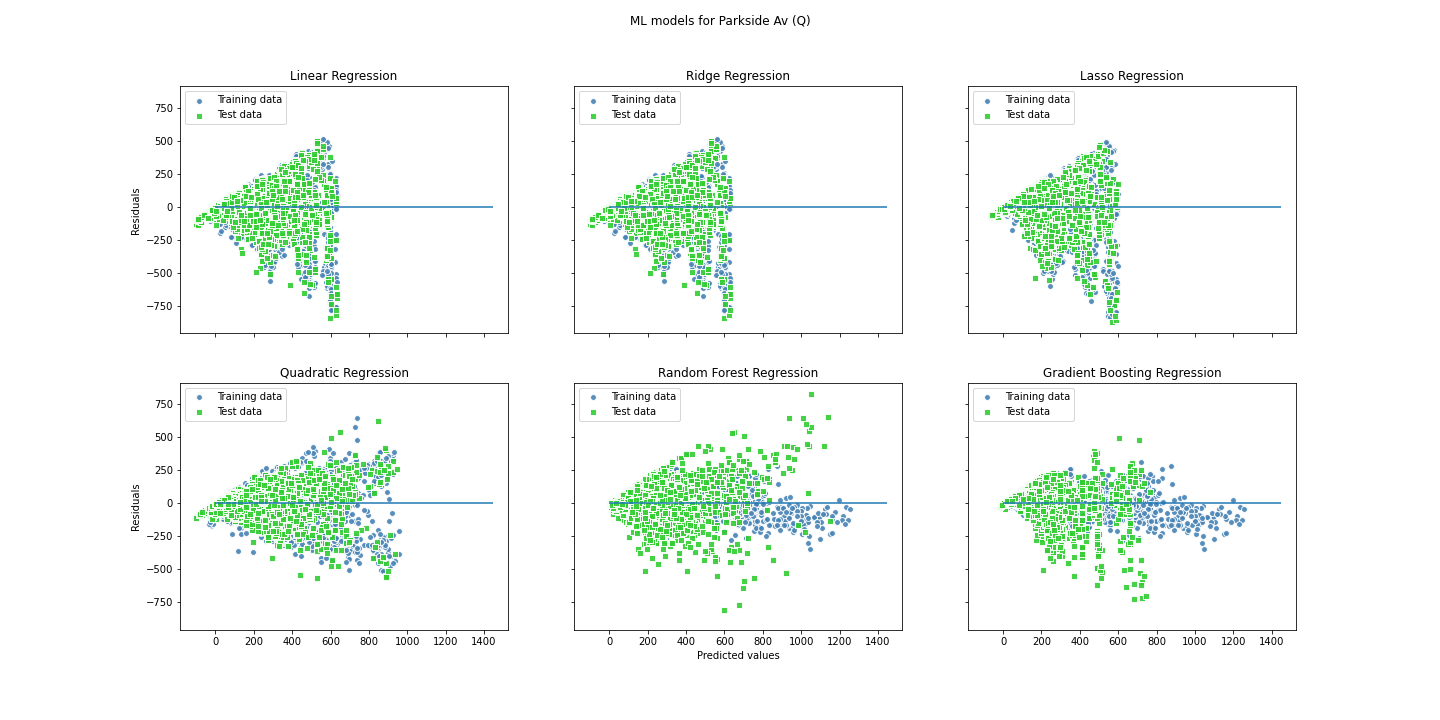 ML models for Parkside Av (Q)
Linear Regression
Training data
Test data
750
500
250
0
−250
−500
−750
Residuals
Ridge Regression
Training data
Test data
Lasso Regression
Training data
Test data
Quadratic Regression
Training data
Test data
750
500
250
0
−250
−500
−750
Residuals
0 200 400 600 800 1000 1200 1400
Random Forest Regression
Training data
Test data
0 200 400 600 800 1000 1200 1400
Predicted values
Gradient Boosting Regression
Training data
Test data
0 200 400 600 800 1000 1200 1400